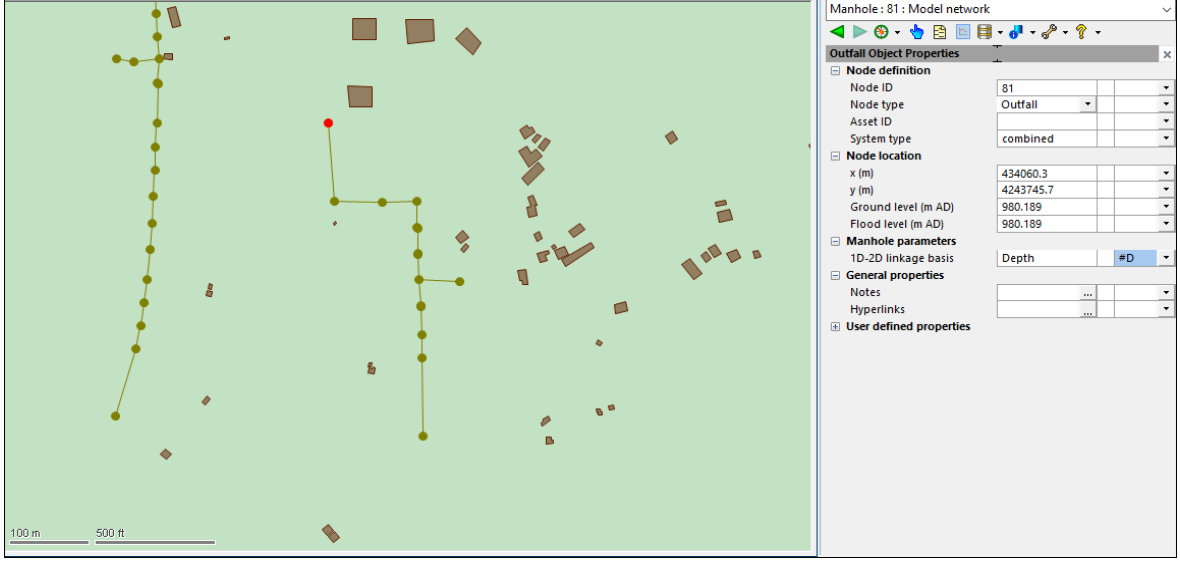 Manhole : 81 : Model network
Outfall Object Properties
Node definition
Node ID 81
Node type Outfall
Asset ID
System type combined
Node location
x (m) 434060.3
y (m) 4243745.7
Ground level (m AD) 980.189
Flood level (m AD) 980.189
Manhole parameters
1D-2D linkage basis Depth #D
General properties
Notes ...
Hyperlinks ...
User defined properties
100 m 500 ft